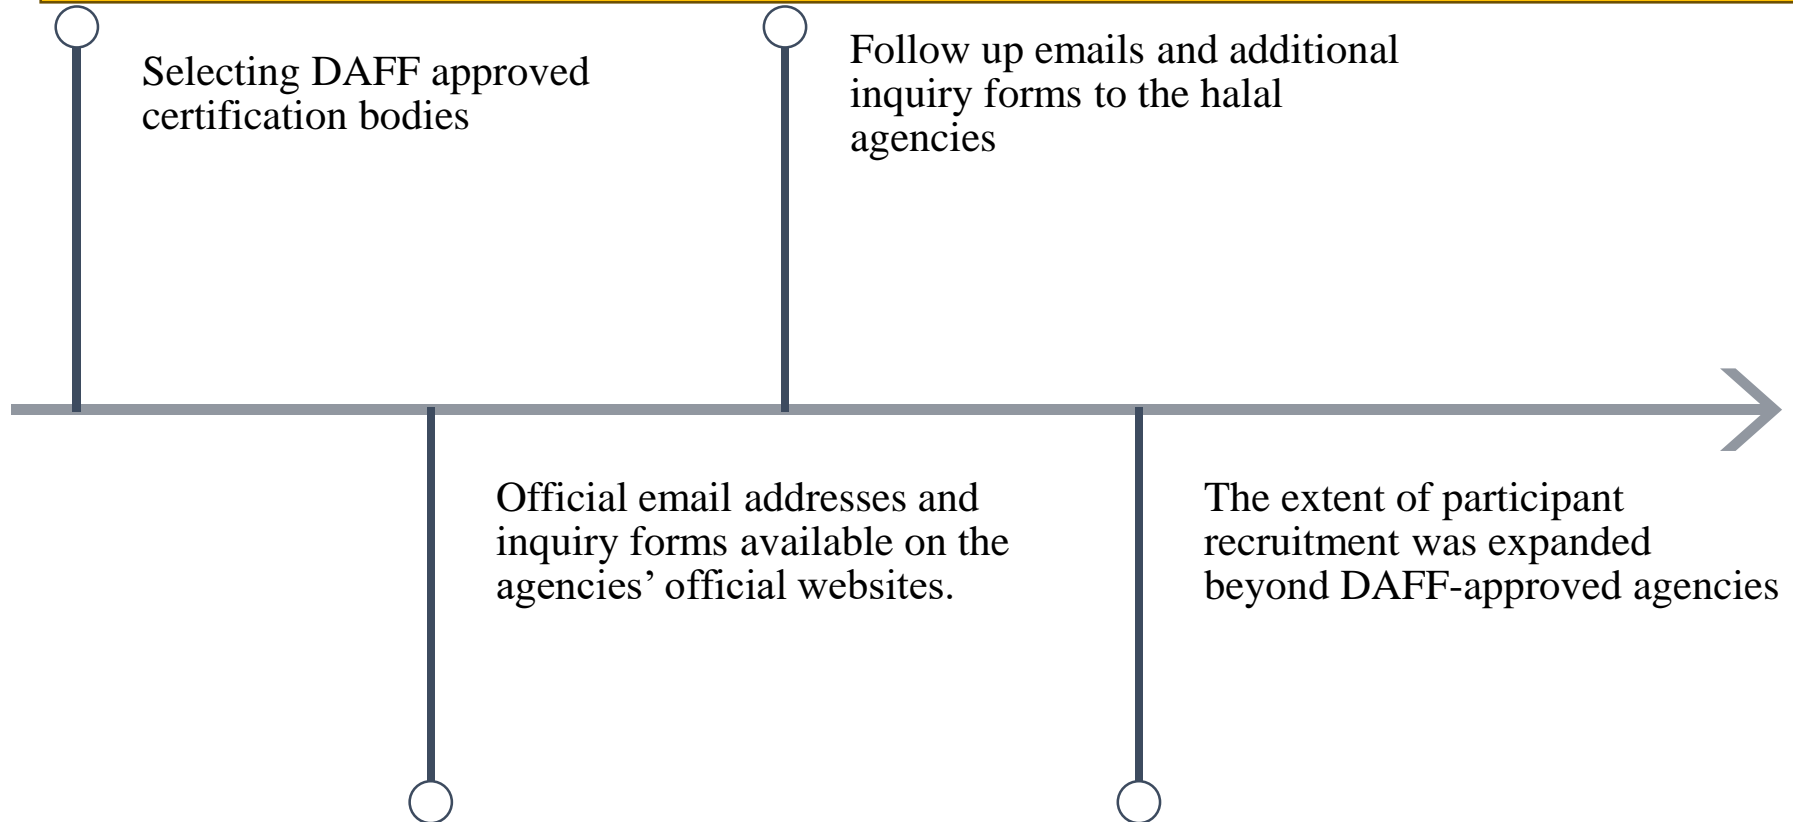 Selecting DAFF approved
certification bodies
Follow up emails and additional
inquiry forms to the halal
agencies
Official email addresses and
inquiry forms available on the
agencies’ official websites.
The extent of participant
recruitment was expanded
beyond DAFF-approved agencies